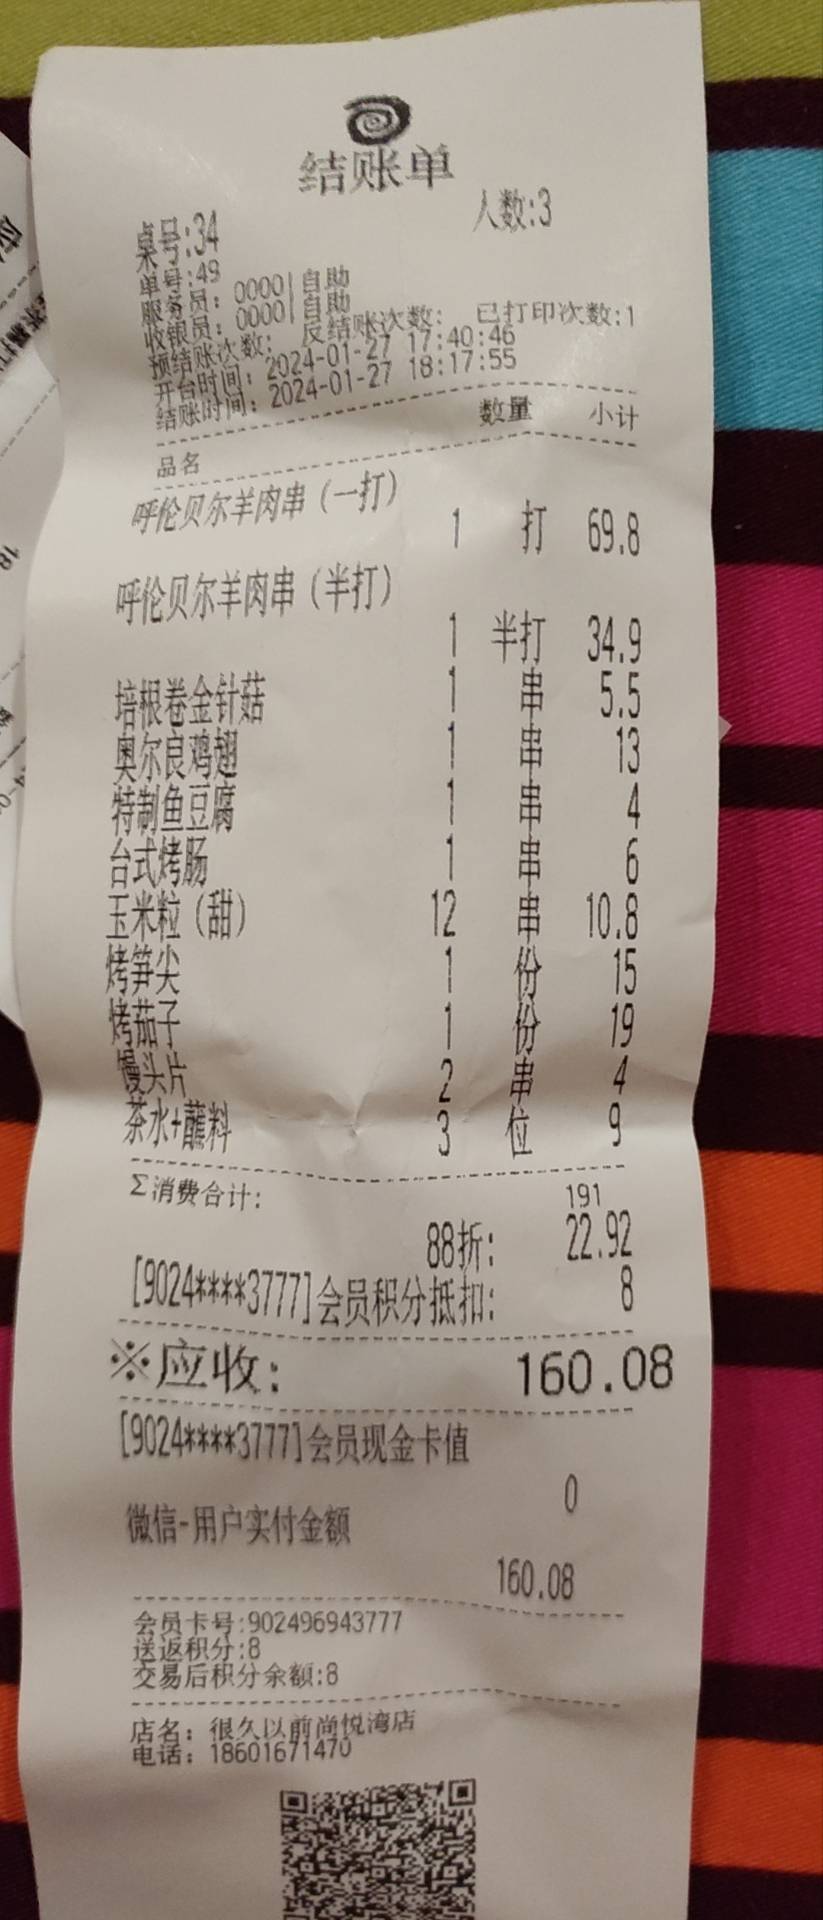 结账单
人数:3
桌号:34
单号:49
服务员: 0000| 自助
收银员: 0000| 自助
预结账次数: 反结账次数: 已打印次数:1
开台时间: 2024-01-27 17:40:46
结账时间: 2024-01-27 18:17:55
品名 数量 小计
呼伦贝尔羊肉串(一打)
1 打 69.8
呼伦贝尔羊肉串(半打)
1 半打 34.9
培根卷金针菇 1 串 5.5
奥尔良鸡翅 1 串 13
特制鱼豆腐 1 串 4
台式烤肠 1 串 6
玉米粒(甜) 12 串 10.8
烤笋尖 1 份 15
烤茄子 1 份 19
馒头片 2 串 4
茶水+蘸料 3 位 9
Σ消费合计: 191
88折: 22.92
[9024****3777]会员积分抵扣: 8
※应收: 160.08
[9024****3777]会员现金卡值
0
微信-用户实付金额
160.08
会员卡号:902496943777
送返积分:8
交易后积分余额:8
店名: 很久以前尚悦湾店
电话: 18601671470